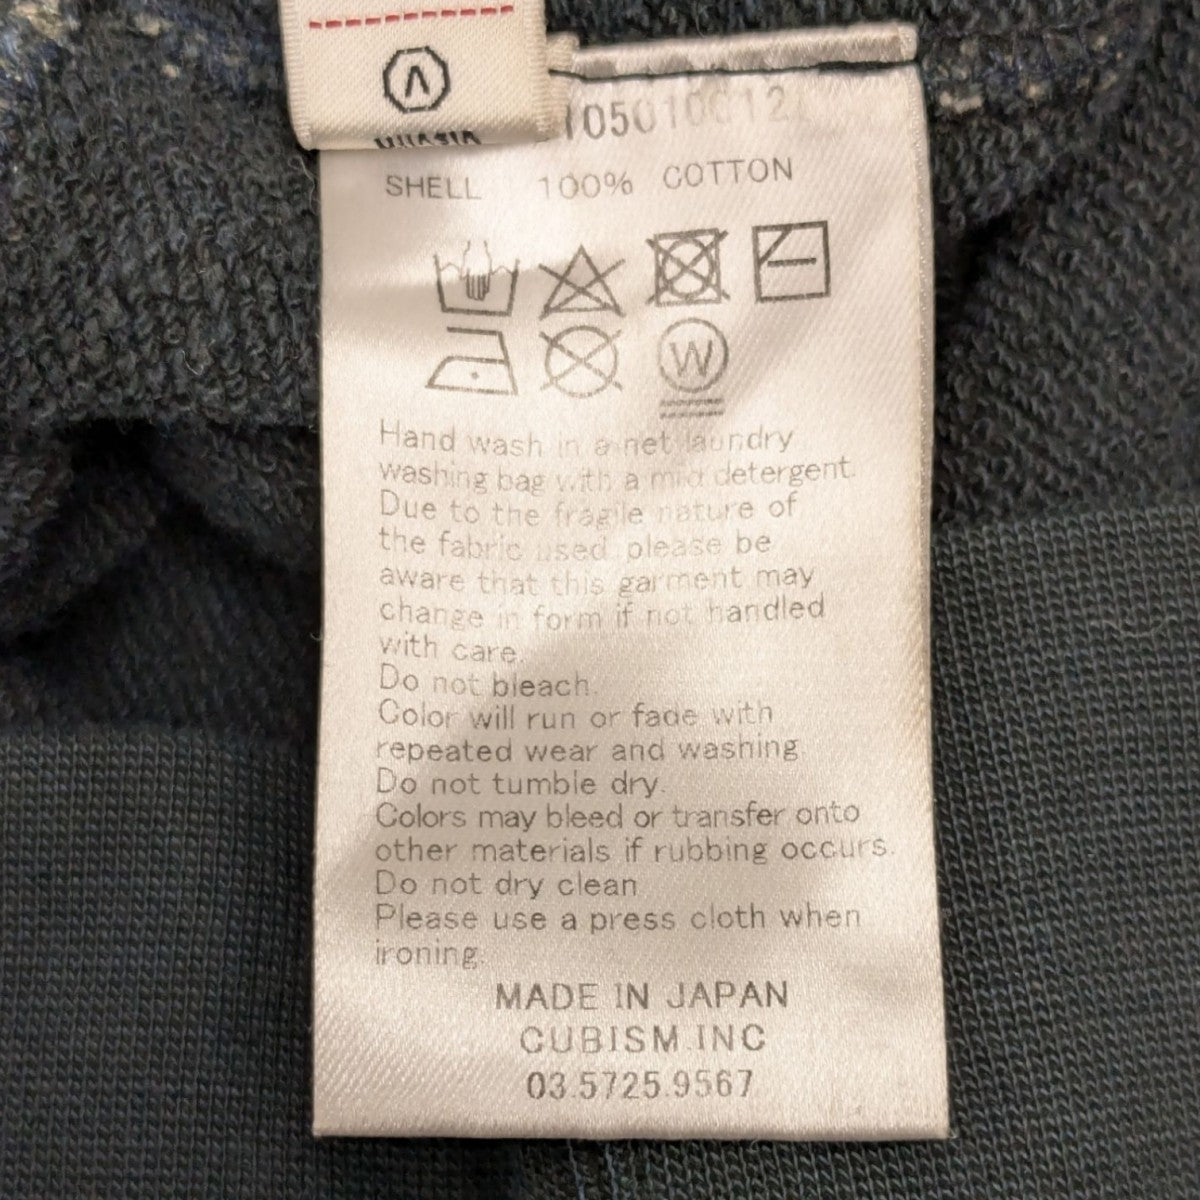 SHELL 100% COTTON
W
Hand wash in a net laundry
washing bag with a mild detergent.
Due to the fragile nature of
the fabric used please be
aware that this garment may
change in form if not handled
with care.
Do not bleach.
Color will run or fade with
repeated wear and washing
Do not tumble dry.
Colors may bleed or transfer onto
other materials if rubbing occurs.
Do not dry clean
Please use a press cloth when
ironing.
MADE IN JAPAN
CUBISM.INC
03.5725.9567